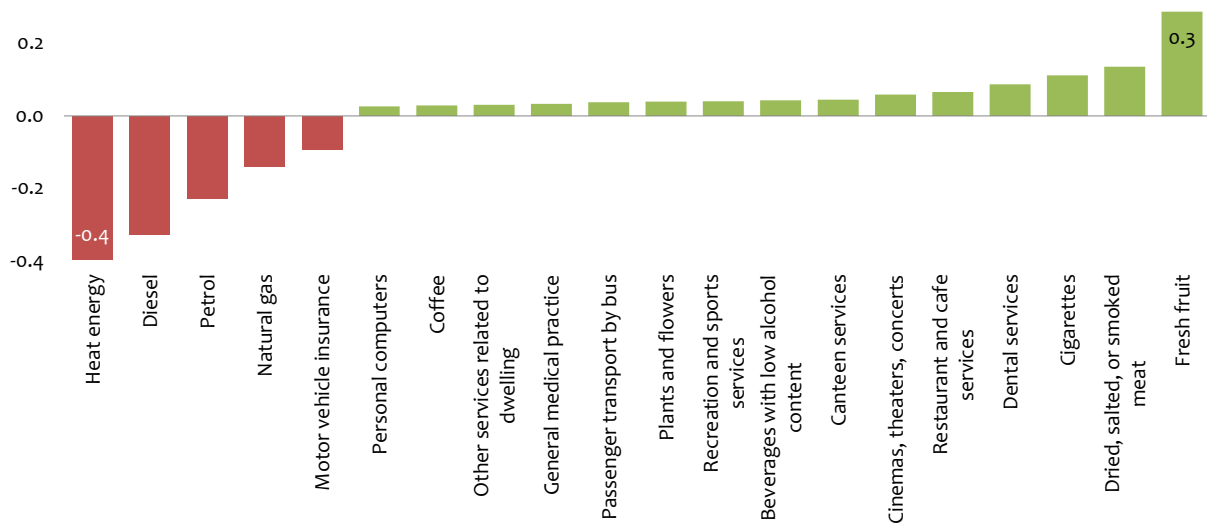 0.2
0.3
0.0
-0.2
-0.4
-0.4
Heat energy
Diesel
Petrol
Natural gas
Motor vehicle insurance
Personal computers
Coffee
Other services related to
dwelling
General medical practice
Passenger transport by bus
Plants and flowers
Recreation and sports
services
Beverages with low alcohol
content
Canteen services
Cinemas, theaters, concerts
Restaurant and cafe
services
Dental services
Cigarettes
Dried, salted, or smoked
meat
Fresh fruit